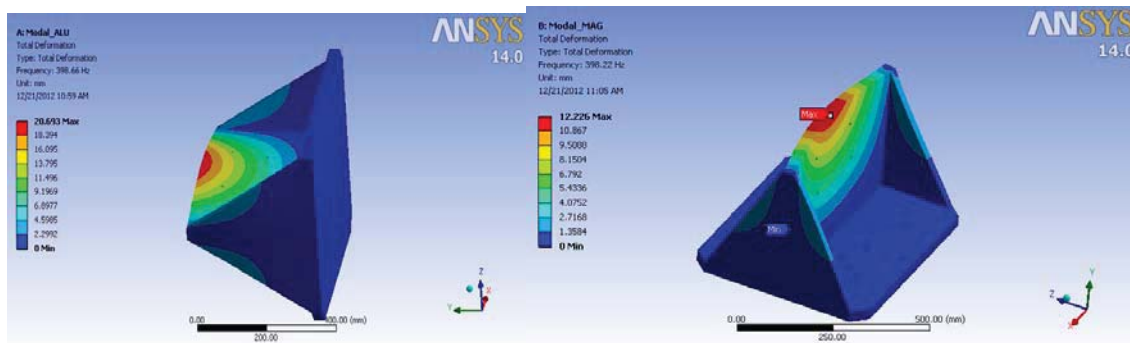 A: Modal_ALU
Total Deformation
Type: Total Deformation
Frequency: 398.66 Hz
Unit: mm
12/21/2012 10:59 AM
20.693 Max
18.394
16.095
13.795
11.496
9.1969
6.8977
4.5985
2.2992
0 Min
ANSYS
14.0
Z
X
Y
0.00
400.00 (mm)
200.00
B: Modal_MAG
Total Deformation
Type: Total Deformation
Frequency: 398.22 Hz
Unit: mm
12/21/2012 11:05 AM
12.226 Max
10.867
9.5088
8.1504
6.792
5.4336
4.0752
2.7168
1.3584
0 Min
Max
Min
ANSYS
14.0
Y
Z
X
0.00
500.00 (mm)
250.00